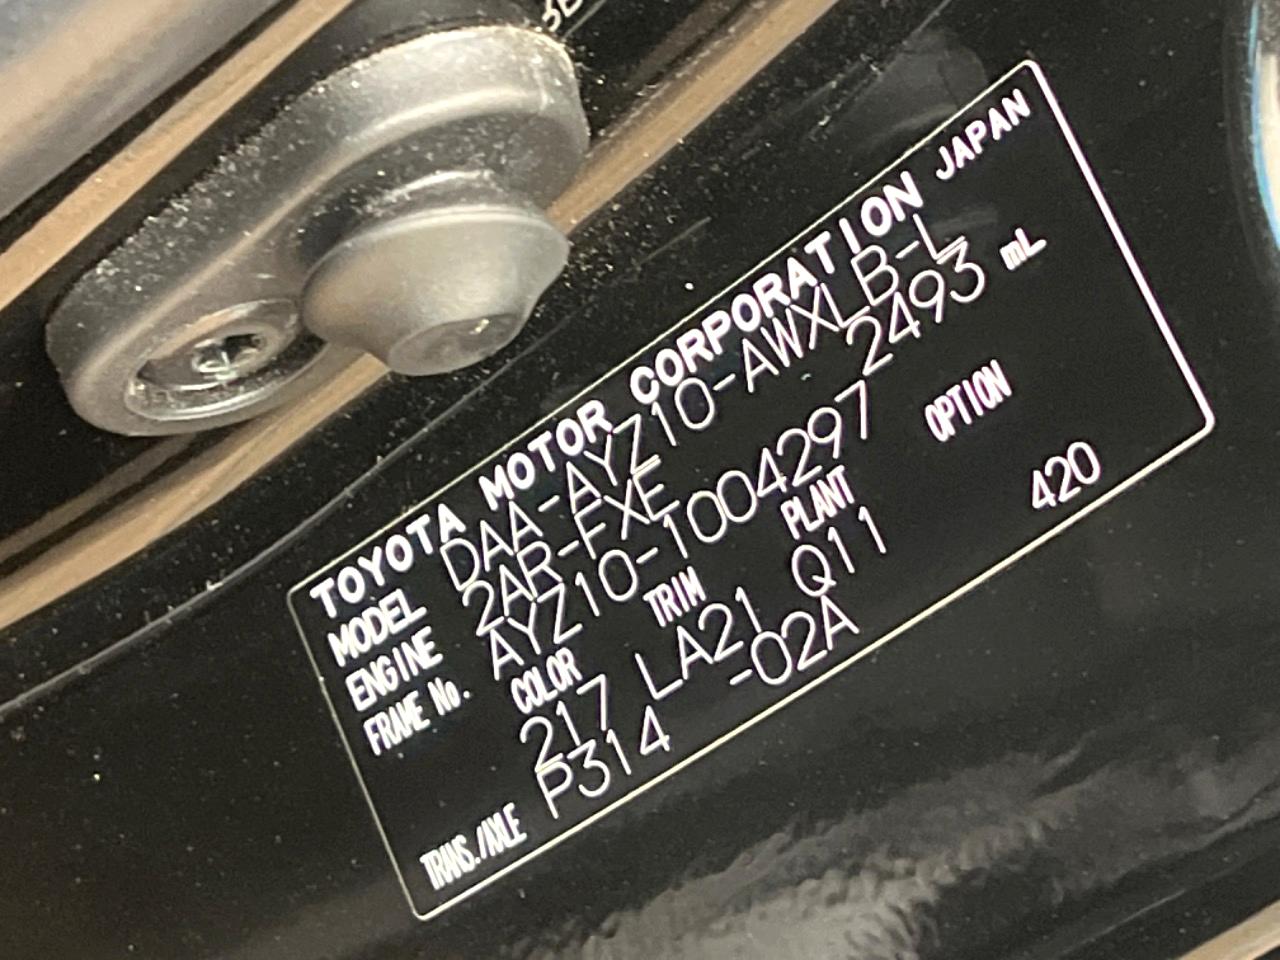 TOYOTA MOTOR CORPORATION JAPAN
MODEL DAA-AYZ10-AWXLB-L
ENGINE 2AR-FXE 2493 mL
FRAME No. AYZ10-1004297
COLOR TRIM PLANT OPTION
217 LA21 Q11 420
TRANS./AXLE P314 -02A